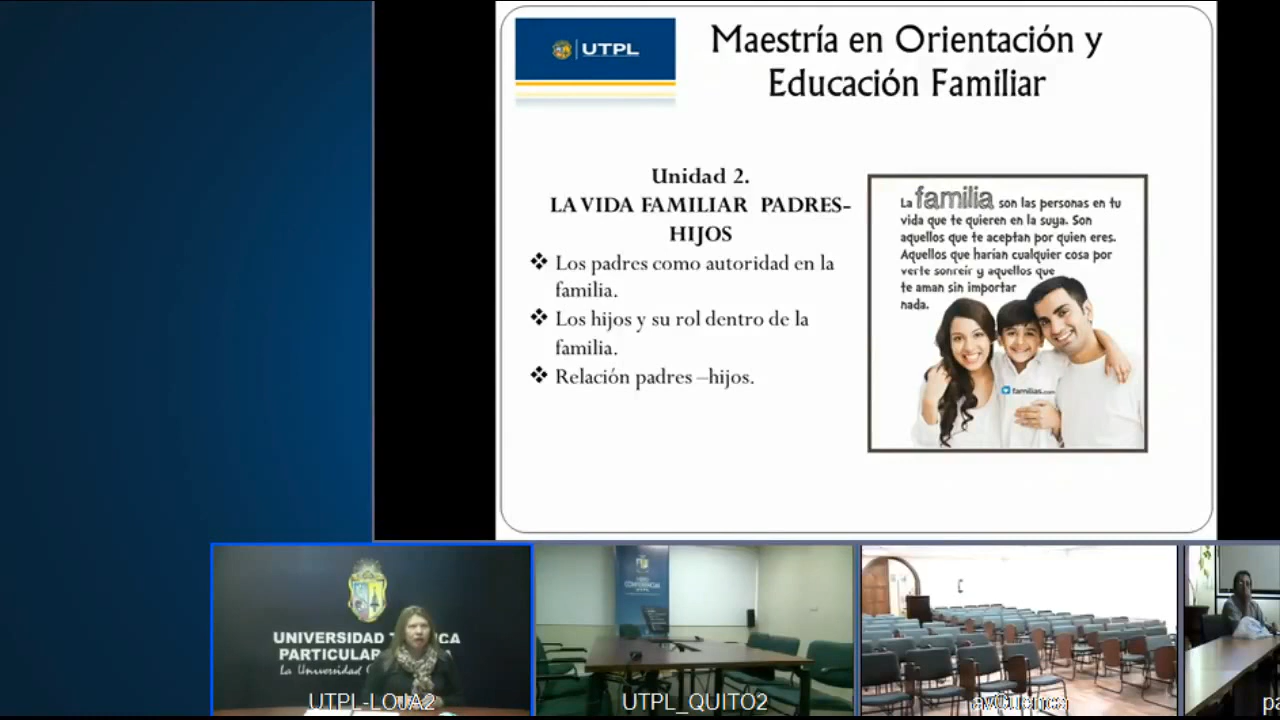 UTPL
Maestría en Orientación y
Educación Familiar
Unidad 2.
LA VIDA FAMILIAR PADRES-
HIJOS
❖ Los padres como autoridad en la
familia.
❖ Los hijos y su rol dentro de la
familia.
❖ Relación padres –hijos.
La familia son las personas en tu
vida que te quieren en la suya. Son
aquellos que te aceptan por quien eres.
Aquellos que harían cualquier cosa por
verte sonreír y aquellos que
te aman sin importar
nada.
familias.com
UNIVERSIDAD
PARTICULAR
La Universidad
UTPL-LOJA2
CONFERENCIAS
UTPL_QUITO2